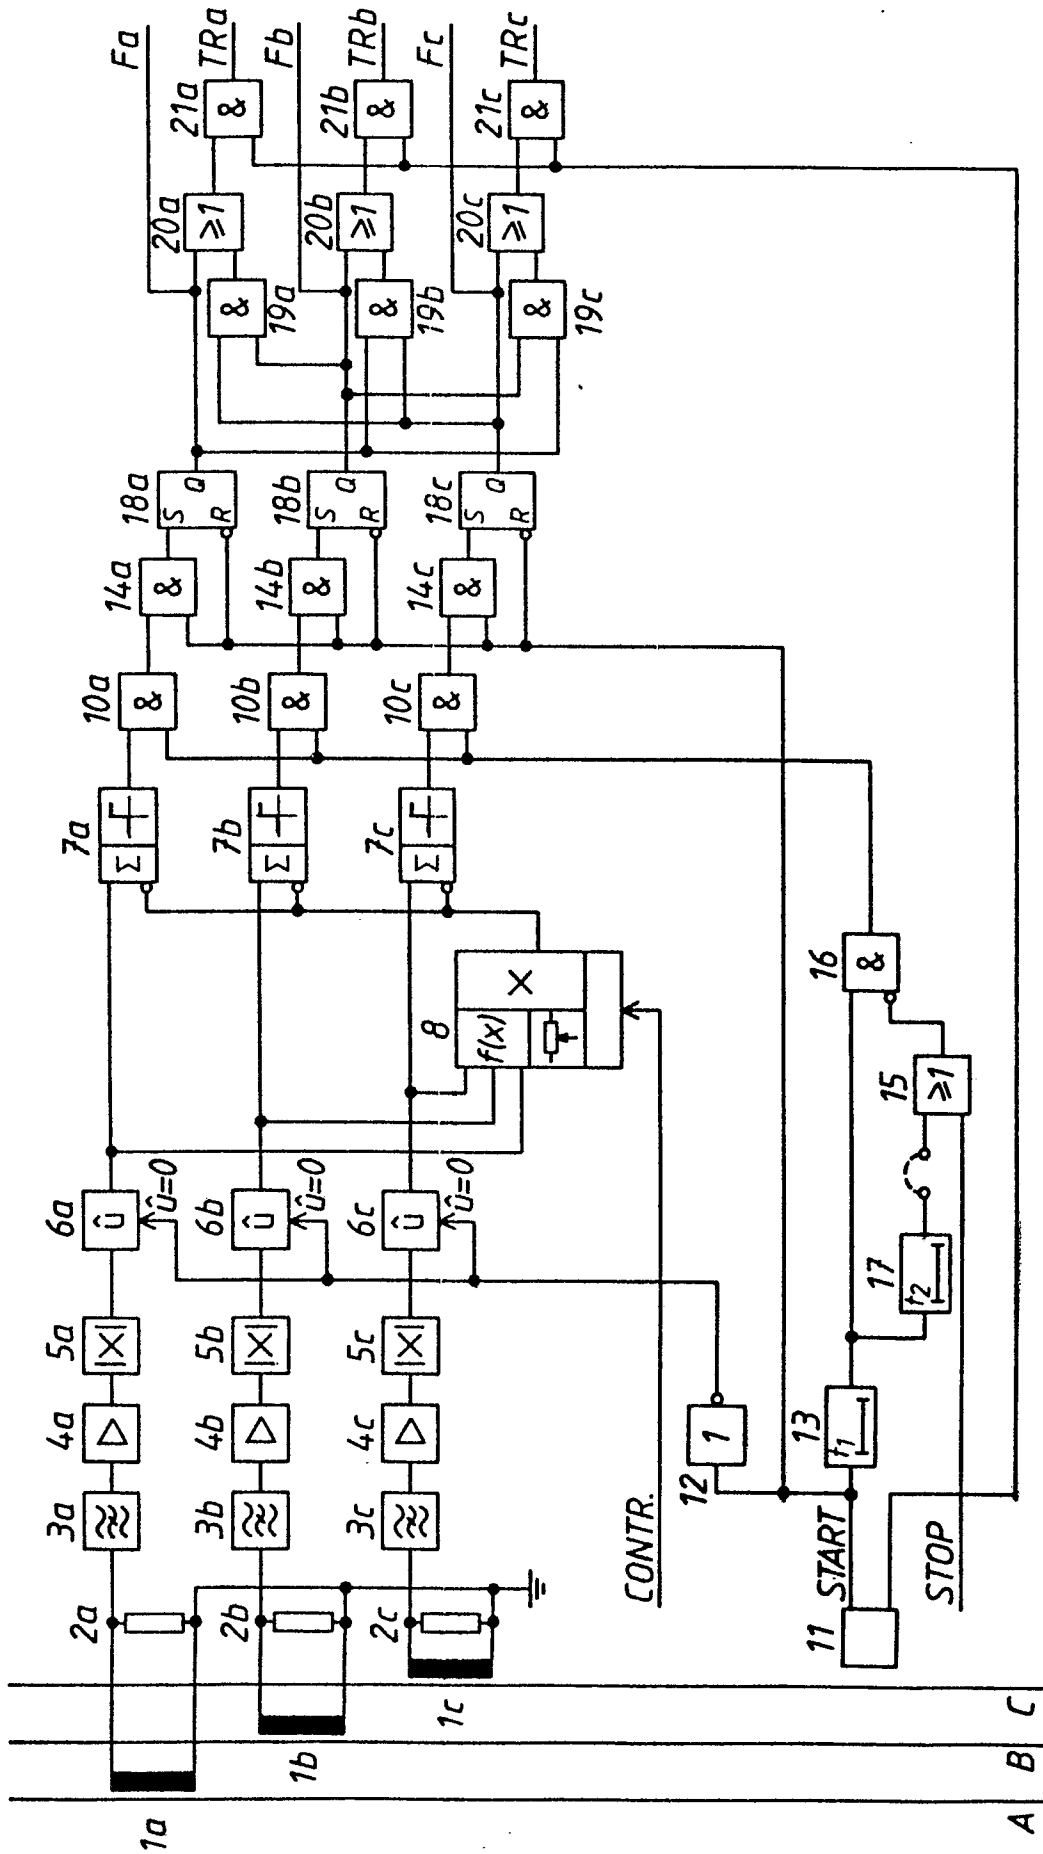 1a 2a 3a 4a 5a 6a 7a 10a 14a 18a 20a 21a Fa
û û=0 Σ & & S Q R ≥1 & TRa
|X| & 19a
1b 2b 3b 4b 5b 6b 7b 10b 14b 18b 20b 21b Fb
û û=0 Σ & & S Q R ≥1 & TRb
|X| & 19b
1c 2c 3c 4c 5c 6c 7c 10c 14c 18c 20c 21c Fc
û û=0 Σ & & S Q R ≥1 & TRc
|X| & 19c
8 f(x) X
CONTR.
12 1
11 START 13 t1 16 &
17 t2 15 ≥1
STOP
A B C